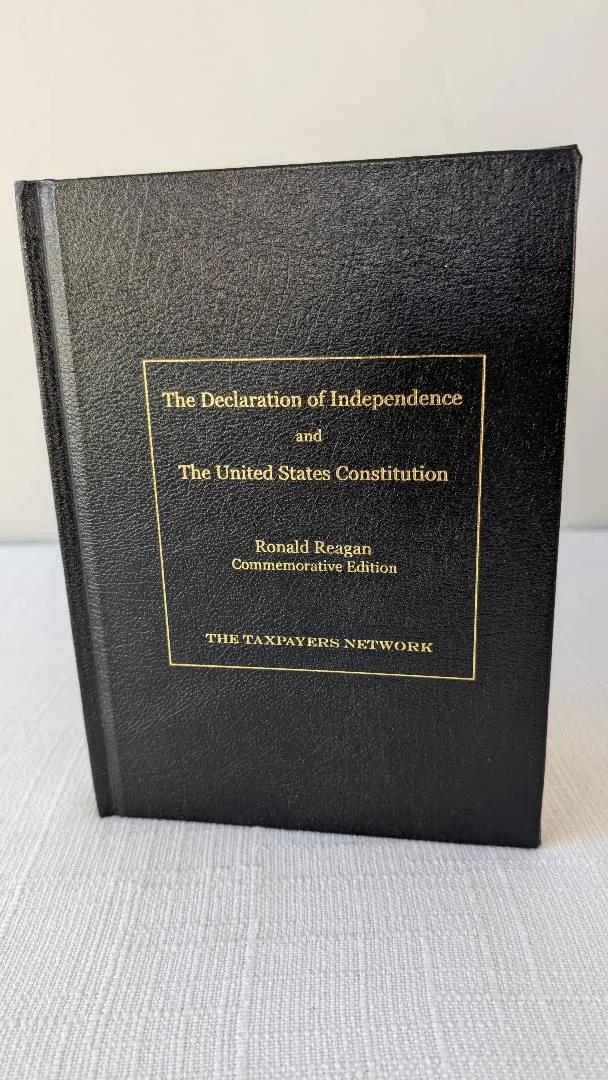 The Declaration of Independence
and
The United States Constitution
Ronald Reagan
Commemorative Edition
THE TAXPAYERS NETWORK